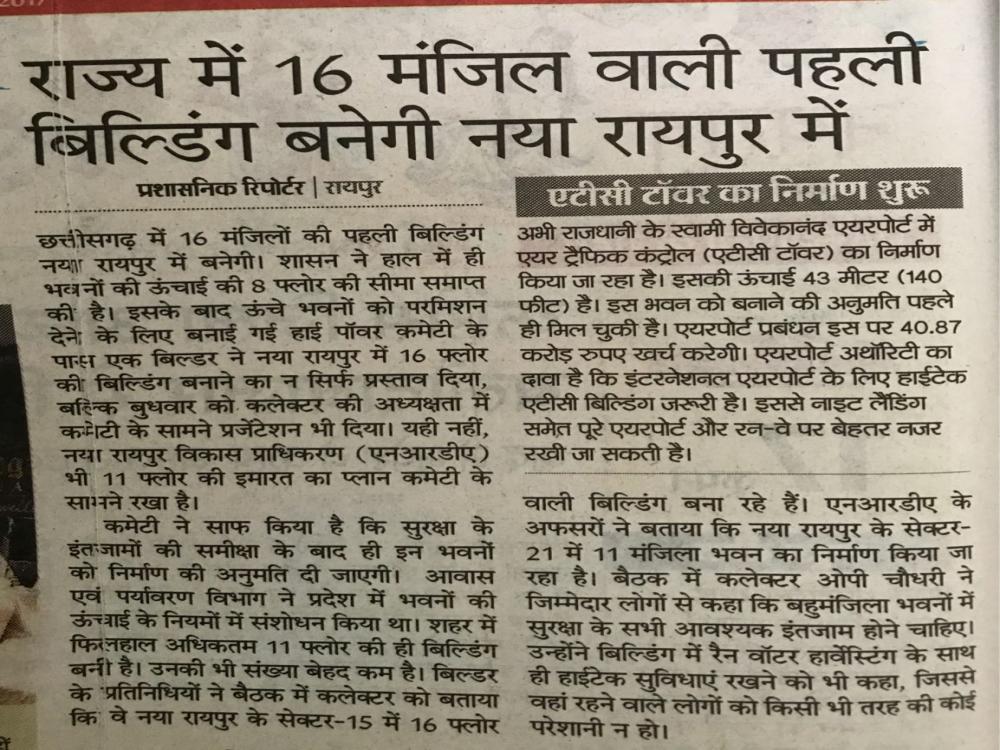 2017
राज्य में 16 मंजिल वाली पहली
बिल्डिंग बनेगी नया रायपुर में
प्रशासनिक रिपोर्टर | रायपुर
छत्तीसगढ़ में 16 मंजिलों की पहली बिल्डिंग
नया रायपुर में बनेगी। शासन ने हाल में ही
भवनों की ऊंचाई की 8 फ्लोर की सीमा समाप्त
की है। इसके बाद ऊंचे भवनों को परमिशन
देने के लिए बनाई गई हाई पॉवर कमेटी के
पास एक बिल्डर ने नया रायपुर में 16 फ्लोर
की बिल्डिंग बनाने का न सिर्फ प्रस्ताव दिया,
बल्कि बुधवार को कलेक्टर की अध्यक्षता में
कमेटी के सामने प्रजेंटेशन भी दिया। यही नहीं,
नया रायपुर विकास प्राधिकरण (एनआरडीए)
भी 11 फ्लोर की इमारत का प्लान कमेटी के
सामने रखा है।
कमेटी ने साफ किया है कि सुरक्षा के
इंतजामों की समीक्षा के बाद ही इन भवनों
को निर्माण की अनुमति दी जाएगी। आवास
एवं पर्यावरण विभाग ने प्रदेश में भवनों की
ऊंचाई के नियमों में संशोधन किया था। शहर में
फिलहाल अधिकतम 11 फ्लोर की ही बिल्डिंग
बनी है। उनकी भी संख्या बेहद कम है। बिल्डर
के प्रतिनिधियों ने बैठक में कलेक्टर को बताया
कि वे नया रायपुर के सेक्टर-15 में 16 फ्लोर
एटीसी टॉवर का निर्माण शुरू
अभी राजधानी के स्वामी विवेकानंद एयरपोर्ट में
एयर ट्रैफिक कंट्रोल (एटीसी टॉवर) का निर्माण
किया जा रहा है। इसकी ऊंचाई 43 मीटर (140
फीट) है। इस भवन को बनाने की अनुमति पहले
ही मिल चुकी है। एयरपोर्ट प्रबंधन इस पर 40.87
करोड़ रुपए खर्च करेगी। एयरपोर्ट अथॉरिटी का
दावा है कि इंटरनेशनल एयरपोर्ट के लिए हाईटेक
एटीसी बिल्डिंग जरूरी है। इससे नाइट लैंडिंग
समेत पूरे एयरपोर्ट और रन-वे पर बेहतर नजर
रखी जा सकती है।
वाली बिल्डिंग बना रहे हैं। एनआरडीए के
अफसरों ने बताया कि नया रायपुर के सेक्टर-
21 में 11 मंजिला भवन का निर्माण किया जा
रहा है। बैठक में कलेक्टर ओपी चौधरी ने
जिम्मेदार लोगों से कहा कि बहुमंजिला भवनों में
सुरक्षा के सभी आवश्यक इंतजाम होने चाहिए।
उन्होंने बिल्डिंग में रैन वॉटर हार्वेस्टिंग के साथ
ही हाईटेक सुविधाएं रखने को भी कहा, जिससे
वहां रहने वाले लोगों को किसी भी तरह की कोई
परेशानी न हो।